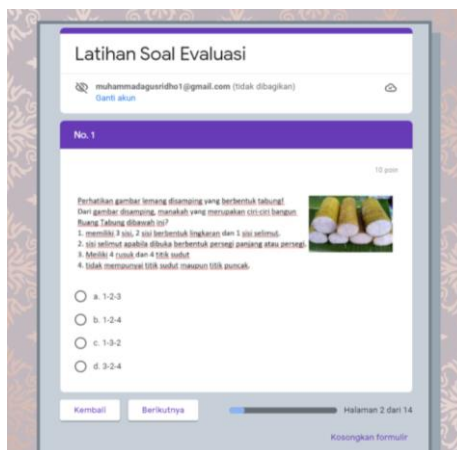 Latihan Soal Evaluasi
muhammadagusridho1@gmail.com (tidak dibagikan)
Ganti akun
No. 1
10 poin
Perhatikan gambar lemang disamping yang berbentuk tabung!
Dari gambar disamping, manakah yang merupakan ciri-ciri bangun
Ruang Tabung dibawah ini?
1. memiliki 3 sisi, 2 sisi berbentuk lingkaran dan 1 sisi selimut.
2. sisi selimut apabila dibuka berbentuk persegi panjang atau persegi.
3. Meiliki 4 rusuk dan 4 titik sudut
4. tidak mempunyai titik sudut maupun titik puncak.
a. 1-2-3
b. 1-2-4
c. 1-3-2
d. 3-2-4
Kembali
Berikutnya
Halaman 2 dari 14
Kosongkan formulir